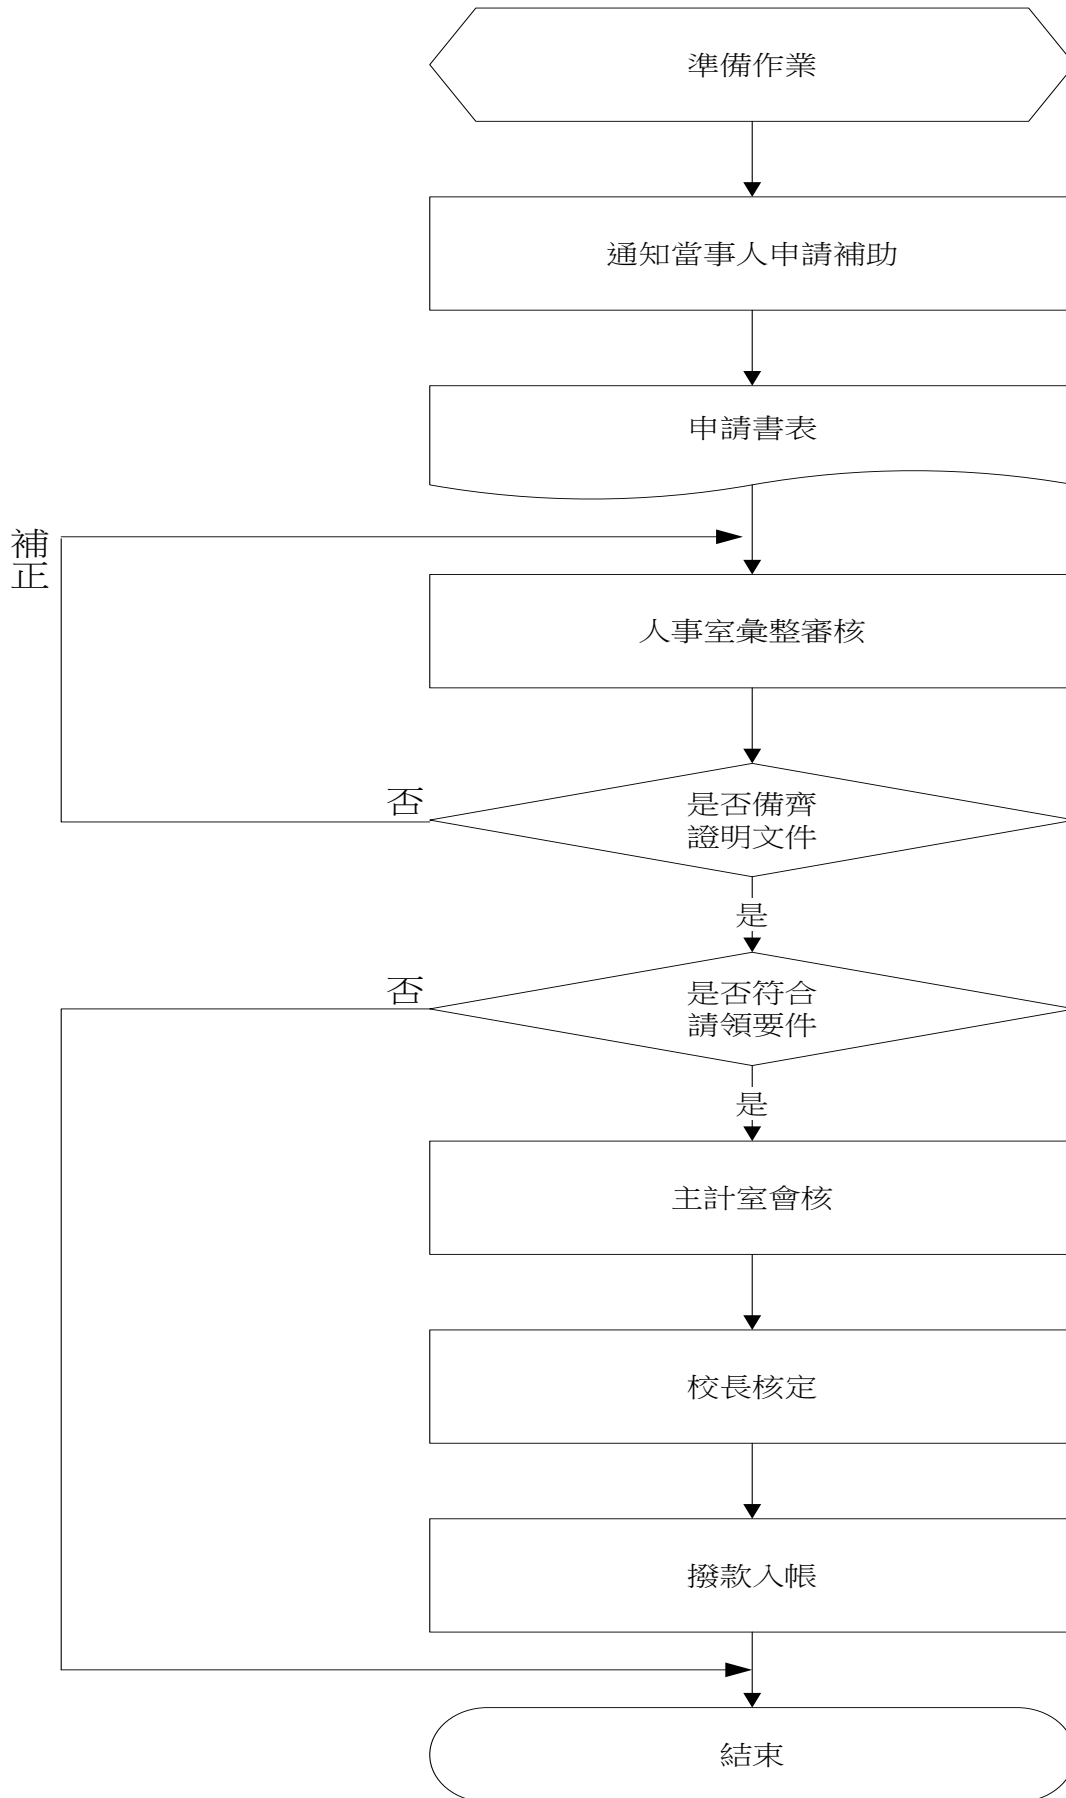 準備作業
通知當事人申請補助
申請書表
補
正
人事室彙整審核
否
是否備齊
證明文件
是
否
是否符合
請領要件
是
主計室會核
校長核定
撥款入帳
結束